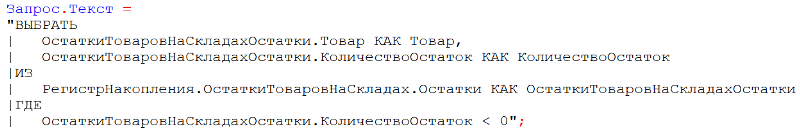 Запрос.Текст =
"ВЫБРАТЬ
|   ОстаткиТоваровНаСкладахОстатки.Товар КАК Товар,
|   ОстаткиТоваровНаСкладахОстатки.КоличествоОстаток КАК КоличествоОстаток
|ИЗ
|   РегистрНакопления.ОстаткиТоваровНаСкладах.Остатки КАК ОстаткиТоваровНаСкладахОстатки
|ГДЕ
|   ОстаткиТоваровНаСкладахОстатки.КоличествоОстаток < 0";